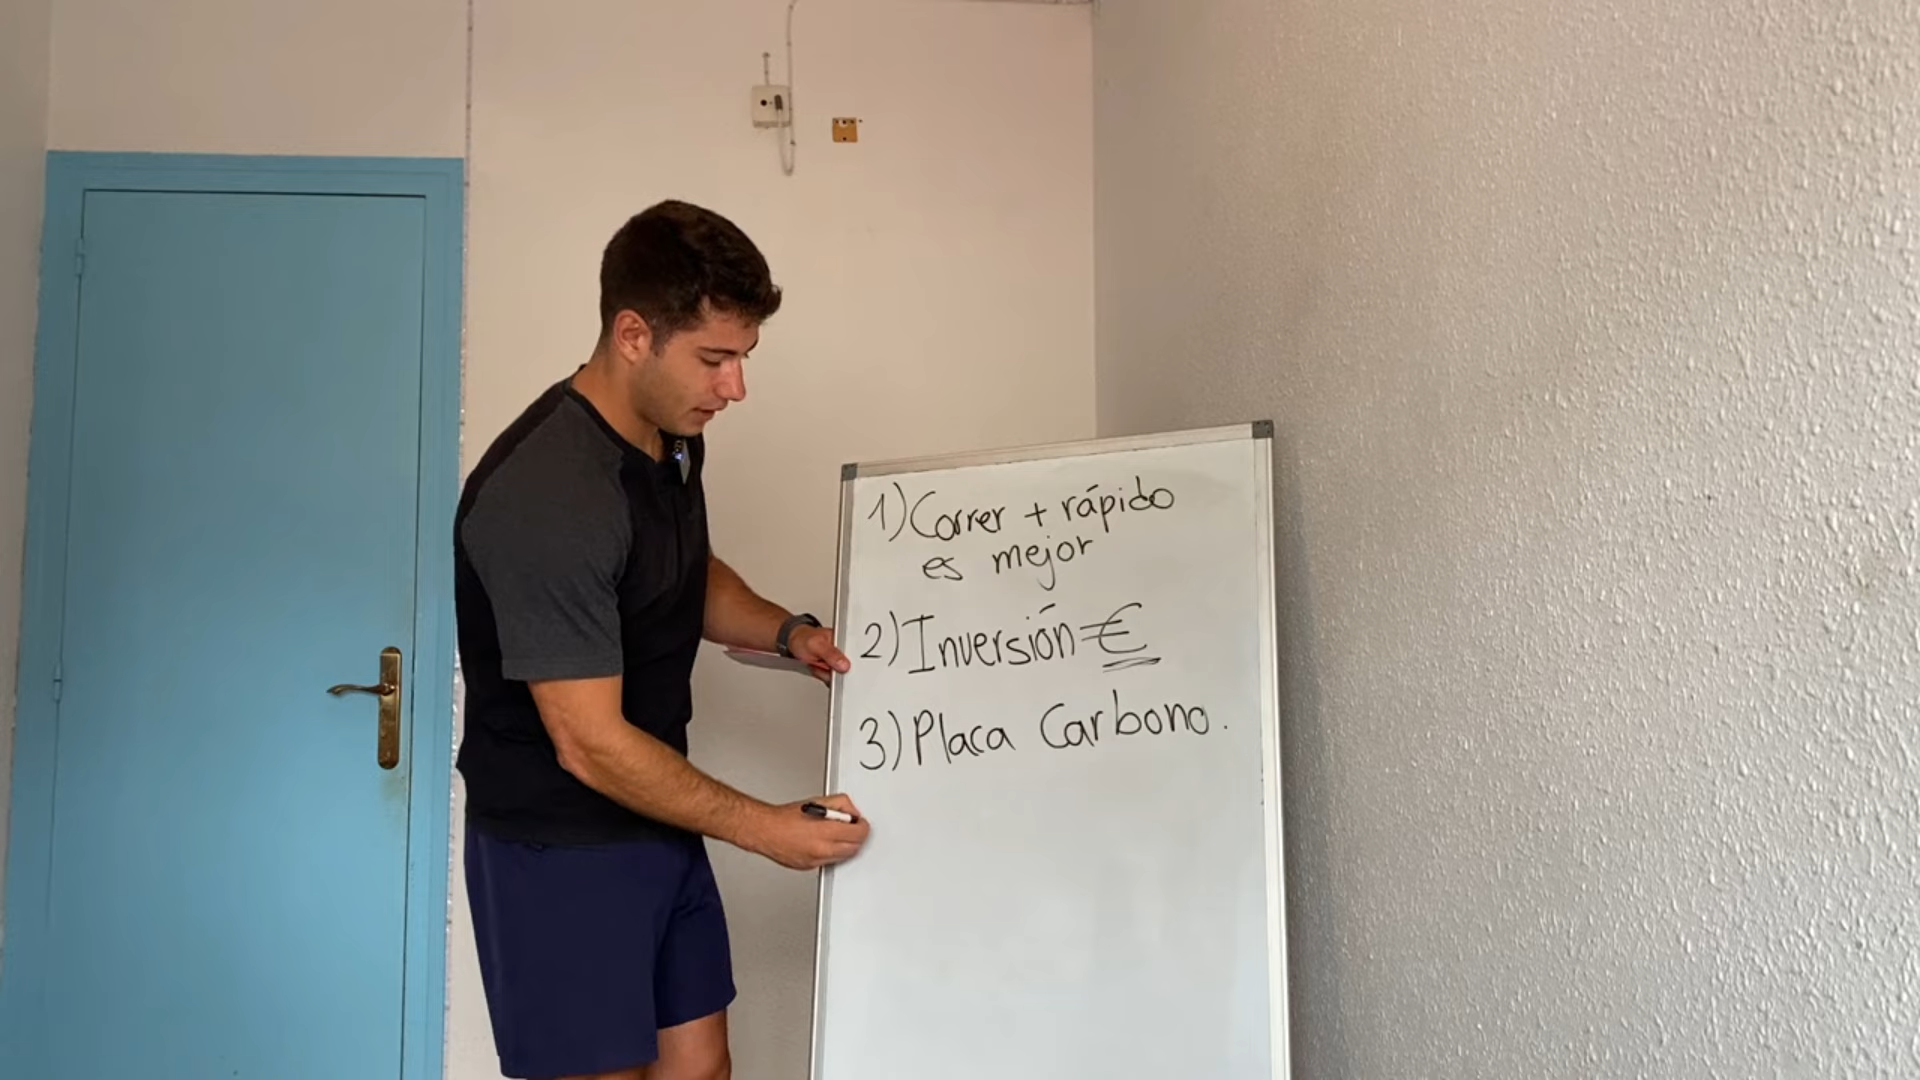 1) Correr + rápido
es mejor
2) Inversión €
3) Placa Carbono.